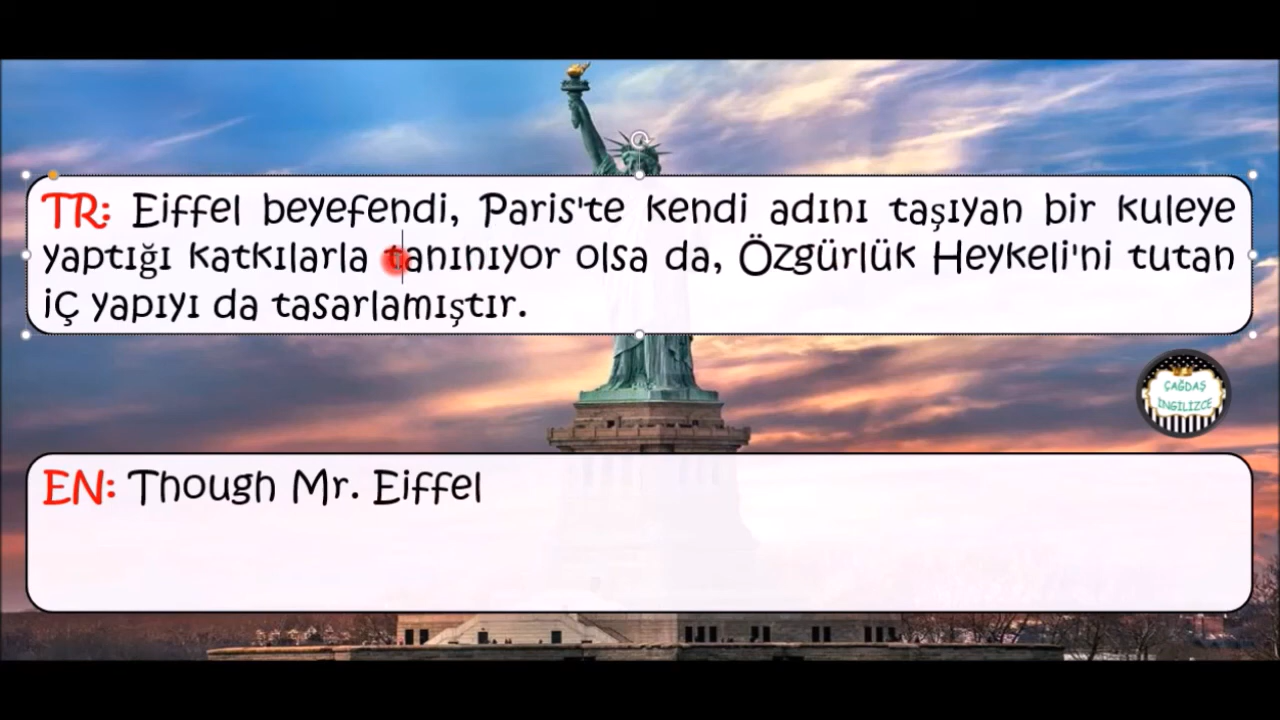 TR: Eiffel beyefendi, Paris'te kendi adını taşıyan bir kuleye
yaptığı katkılarla tanınıyor olsa da, Özgürlük Heykeli'ni tutan
iç yapıyı da tasarlamıştır.
ÇAĞDAŞ
İNGİLİZCE
EN: Though Mr. Eiffel